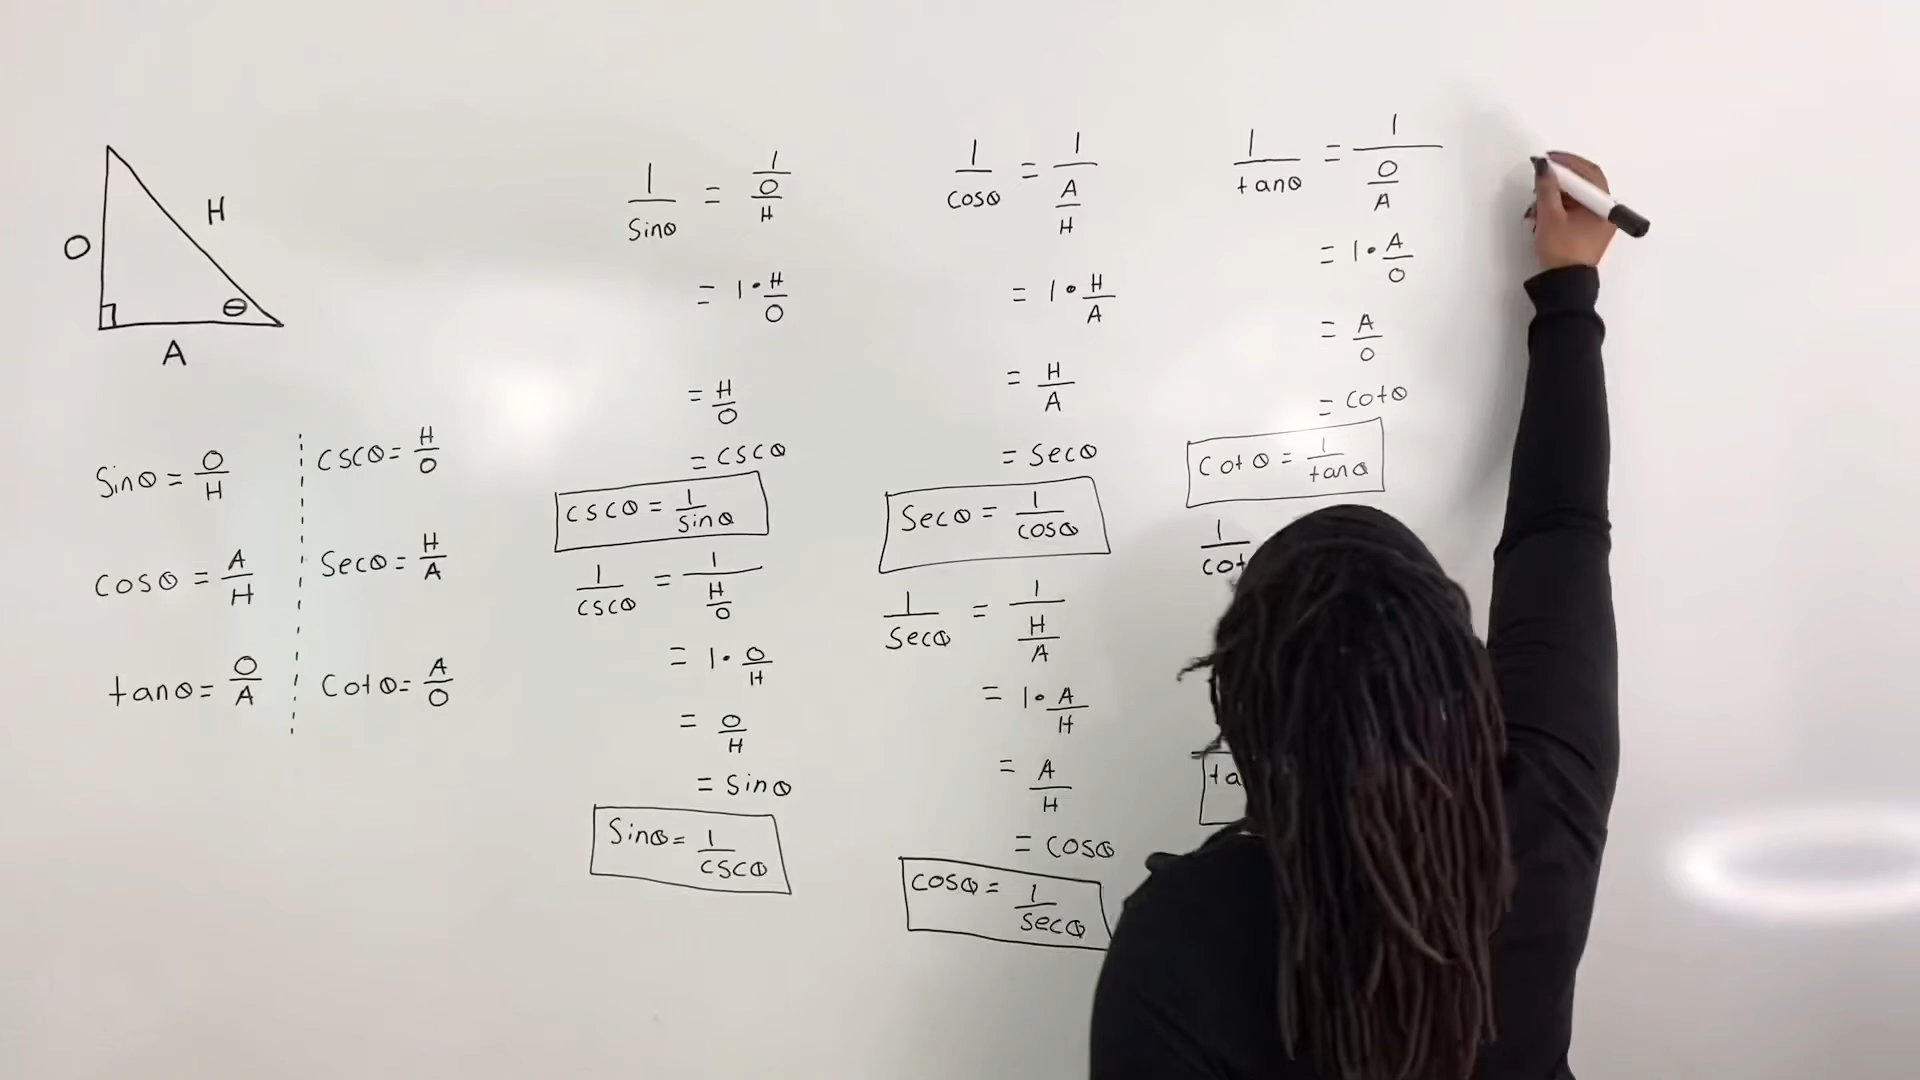 O
H
θ
A
Sinθ = O/H
cscθ = H/O
cosθ = A/H
Secθ = H/A
tanθ = O/A
Cotθ = A/O
1/Sinθ = 1/(O/H)
= 1 • H/O
= H/O
= cscθ
cscθ = 1/sinθ
1/cscθ = 1/(H/O)
= 1 • O/H
= O/H
= Sinθ
Sinθ = 1/cscθ
1/cosθ = 1/(A/H)
= 1 • H/A
= H/A
= Secθ
Secθ = 1/cosθ
1/Secθ = 1/(H/A)
= 1 • A/H
= A/H
= cosθ
cosθ = 1/secθ
1/tanθ = 1/(O/A)
= 1 • A/O
= A/O
= cotθ
Cotθ = 1/tanθ
1/cot
ta